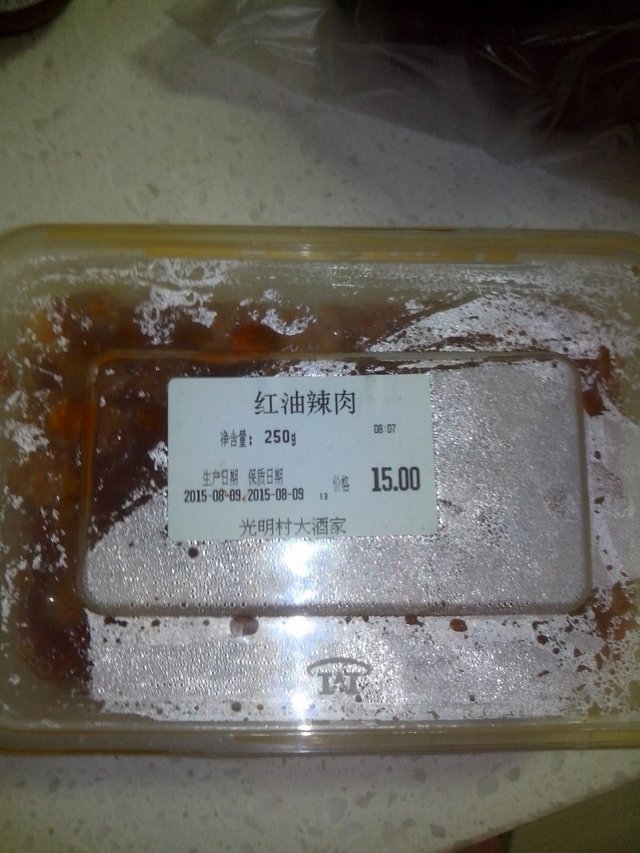 红油辣肉
净含量: 250g 08:07
生产日期 保质日期
2015-08-09 2015-08-09 13 价格 15.00
光明村大酒家